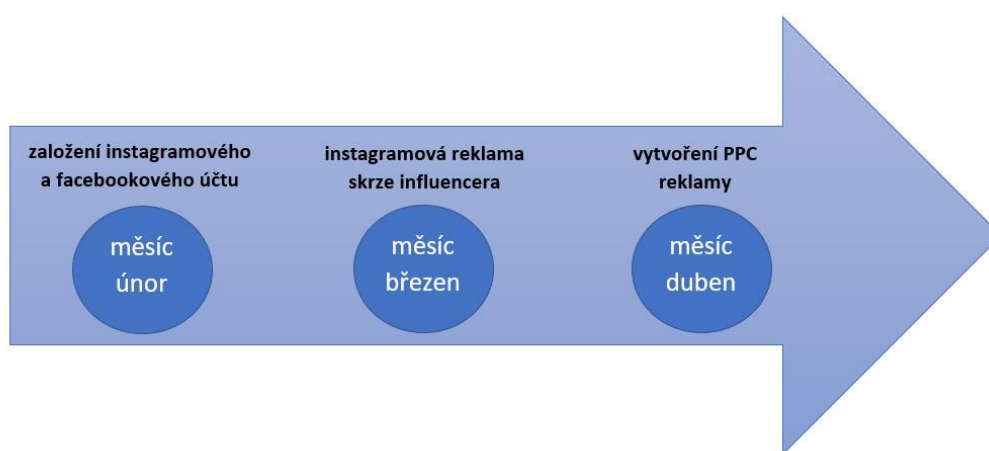 založení instagramového
a facebookového účtu
měsíc
únor
instagramová reklama
skrze influencera
měsíc
březen
vytvoření PPC
reklamy
měsíc
duben